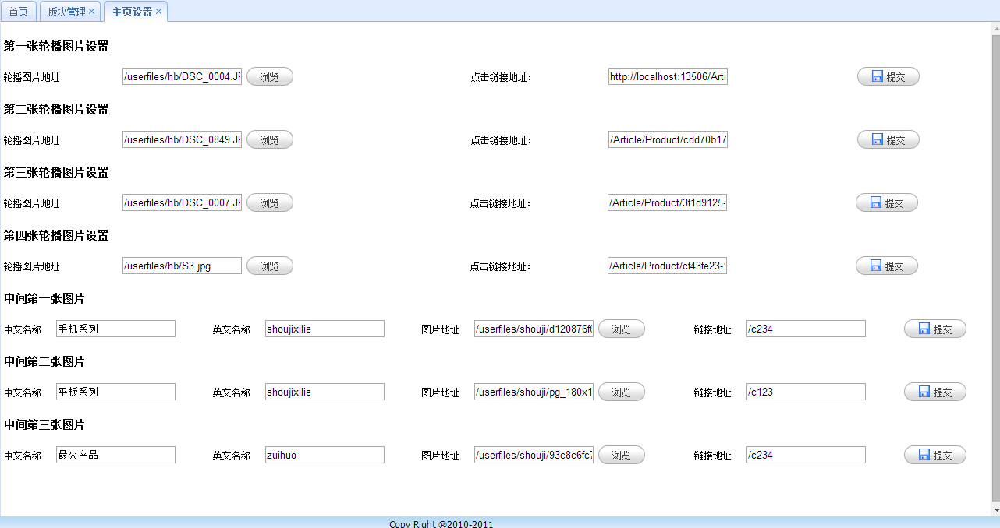 首页 版块管理 主页设置
第一张轮播图片设置
轮播图片地址 /userfiles/hb/DSC_0004.JF 浏览 点击链接地址： http://localhost:13506/Arti 提交
第二张轮播图片设置
轮播图片地址 /userfiles/hb/DSC_0849.JF 浏览 点击链接地址： /Article/Product/cdd70b17 提交
第三张轮播图片设置
轮播图片地址 /userfiles/hb/DSC_0007.JF 浏览 点击链接地址： /Article/Product/3f1d9125- 提交
第四张轮播图片设置
轮播图片地址 /userfiles/hb/S3.jpg 浏览 点击链接地址： /Article/Product/cf43fe23- 提交
中间第一张图片
中文名称 手机系列 英文名称 shoujixilie 图片地址 /userfiles/shouji/d120876f 浏览 链接地址 /c234 提交
中间第二张图片
中文名称 平板系列 英文名称 shoujixilie 图片地址 /userfiles/shouji/pg_180x1 浏览 链接地址 /c123 提交
中间第三张图片
中文名称 最火产品 英文名称 zuihuo 图片地址 /userfiles/shouji/93c8c6fc 浏览 链接地址 /c234 提交
Copy Right ®2010-2011